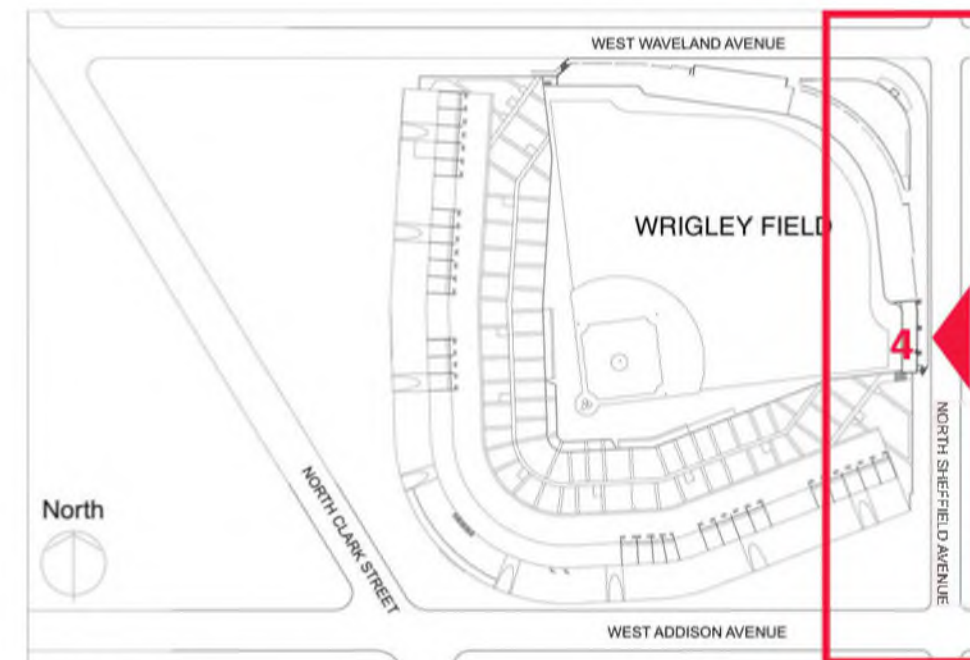 WEST WAVELAND AVENUE
WRIGLEY FIELD
4
NORTH SHEFFIELD AVENUE
North
NORTH CLARK STREET
WEST ADDISON AVENUE